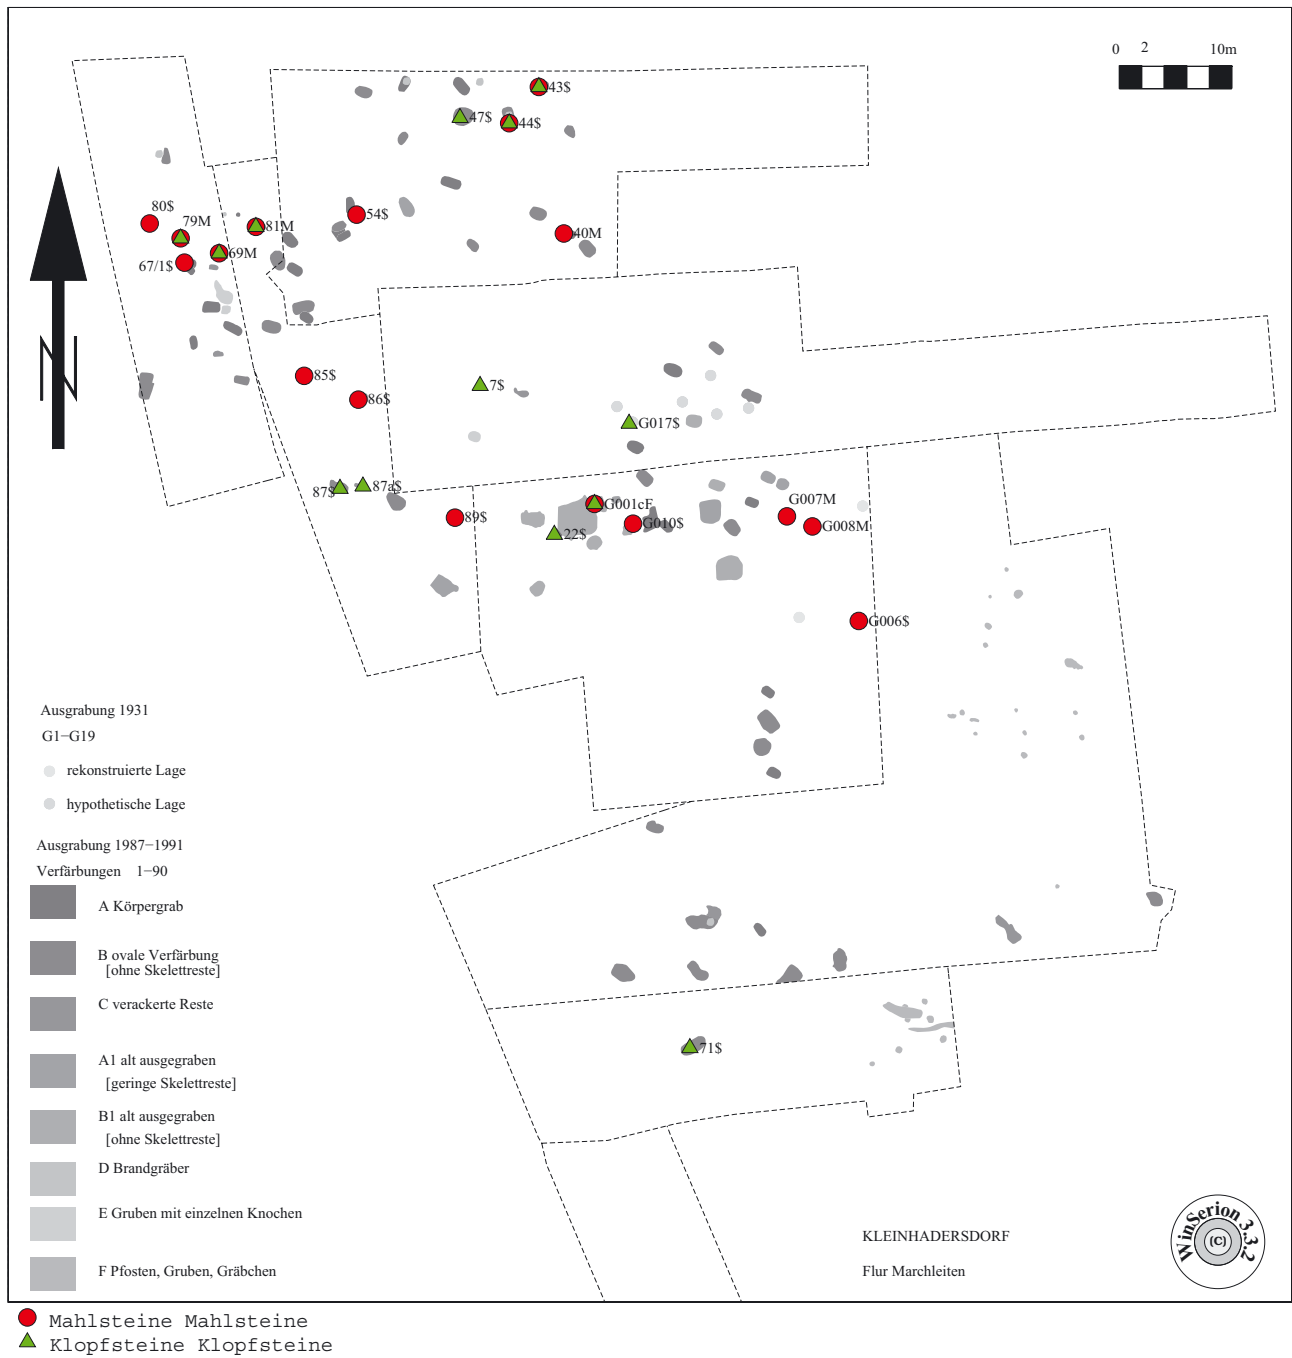 0 2 10m
43$
47$
44$
80$
79M
81M
54$
69M
40M
67/1$
85$
7$
86$
G017$
87$
87a$
G001cF
G007M
89$
G010$
G008M
22$
G006$
Ausgrabung 1931
G1−G19
rekonstruierte Lage
hypothetische Lage
Ausgrabung 1987−1991
Verfärbungen 1−90
A Körpergrab
B ovale Verfärbung
[ohne Skelettreste]
C verackerte Reste
71$
A1 alt ausgegraben
[geringe Skelettreste]
B1 alt ausgegraben
[ohne Skelettreste]
D Brandgräber
E Gruben mit einzelnen Knochen
F Pfosten, Gruben, Gräbchen
KLEINHADERSDORF
Flur Marchleiten
WinSerion 3.3.2
(C)
N
Mahlsteine Mahlsteine
Klopfsteine Klopfsteine